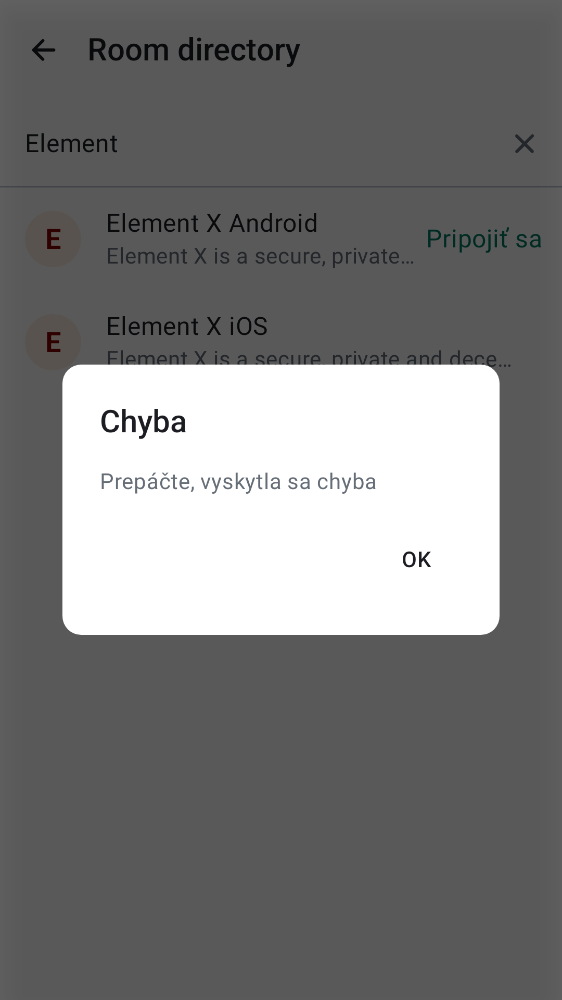 Room directory
Element
E
Element X Android
Element X is a secure, private…
Pripojiť sa
E
Element X iOS
Element X is a secure, private and dece…
Chyba
Prepáčte, vyskytla sa chyba
OK